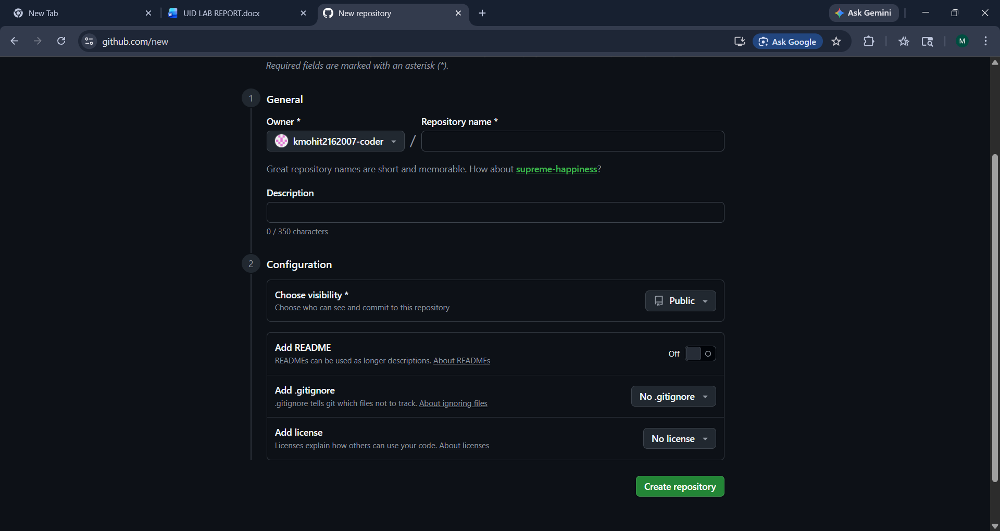 New Tab
UID LAB REPORT.docx
New repository
Ask Gemini
github.com/new
Ask Google
M
Required fields are marked with an asterisk (*).
1
General
Owner *
Repository name *
kmohit2162007-coder
/
Great repository names are short and memorable. How about supreme-happiness?
Description
0 / 350 characters
2
Configuration
Choose visibility *
Choose who can see and commit to this repository
Public
Add README
READMEs can be used as longer descriptions. About READMEs
Off
Add .gitignore
.gitignore tells git which files not to track. About ignoring files
No .gitignore
Add license
Licenses explain how others can use your code. About licenses
No license
Create repository